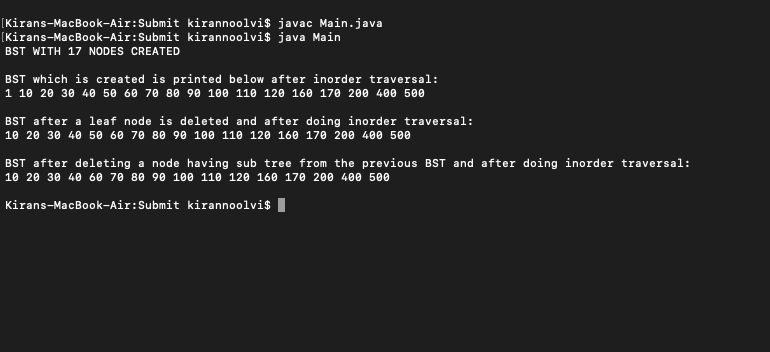 [Kirans-MacBook-Air:Submit kirannoolvi$ javac Main.java
[Kirans-MacBook-Air:Submit kirannoolvi$ java Main
BST WITH 17 NODES CREATED
BST which is created is printed below after inorder traversal:
1 10 20 30 40 50 60 70 80 90 100 110 120 160 170 200 400 500
BST after a leaf node is deleted and after doing inorder traversal:
10 20 30 40 50 60 70 80 90 100 110 120 160 170 200 400 500
BST after deleting a node having sub tree from the previous BST and after doing inorder traversal:
10 20 30 40 60 70 80 90 100 110 120 160 170 200 400 500
Kirans-MacBook-Air:Submit kirannoolvi$